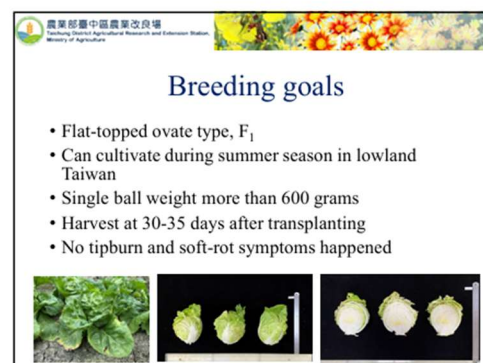 農業部臺中區農業改良場
Taichung District Agricultural Research and Extension Station,
Ministry of Agriculture
Breeding goals
• Flat-topped ovate type, F₁
• Can cultivate during summer season in lowland
Taiwan
• Single ball weight more than 600 grams
• Harvest at 30-35 days after transplanting
• No tipburn and soft-rot symptoms happened